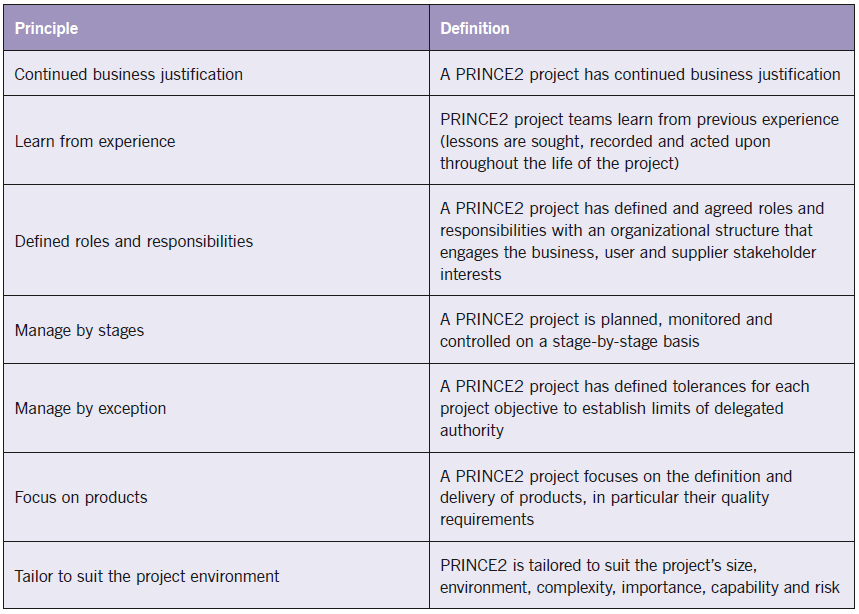 Principle
Definition
Continued business justification
A PRINCE2 project has continued business justification
Learn from experience
PRINCE2 project teams learn from previous experience
(lessons are sought, recorded and acted upon
throughout the life of the project)
Defined roles and responsibilities
A PRINCE2 project has defined and agreed roles and
responsibilities with an organizational structure that
engages the business, user and supplier stakeholder
interests
Manage by stages
A PRINCE2 project is planned, monitored and
controlled on a stage-by-stage basis
Manage by exception
A PRINCE2 project has defined tolerances for each
project objective to establish limits of delegated
authority
Focus on products
A PRINCE2 project focuses on the definition and
delivery of products, in particular their quality
requirements
Tailor to suit the project environment
PRINCE2 is tailored to suit the project’s size,
environment, complexity, importance, capability and risk